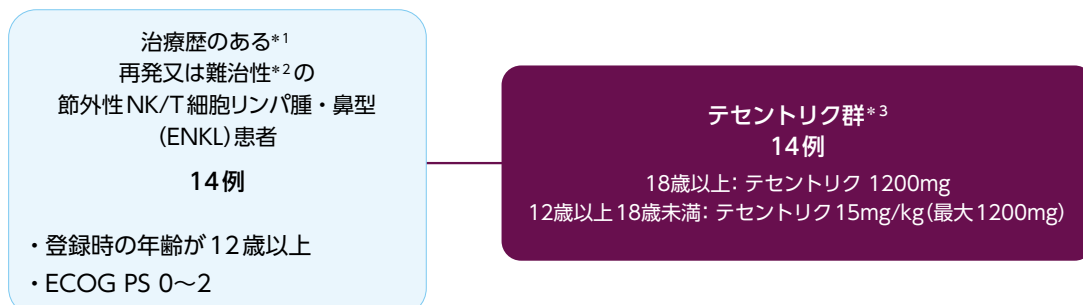 治療歴のある*1
再発又は難治性*2の
節外性NK/T細胞リンパ腫・鼻型
(ENKL)患者
14例
・登録時の年齢が12歳以上
・ECOG PS 0〜2
テセントリク群*3
14例
18歳以上：テセントリク 1200mg
12歳以上18歳未満：テセントリク15mg/kg(最大1200mg)